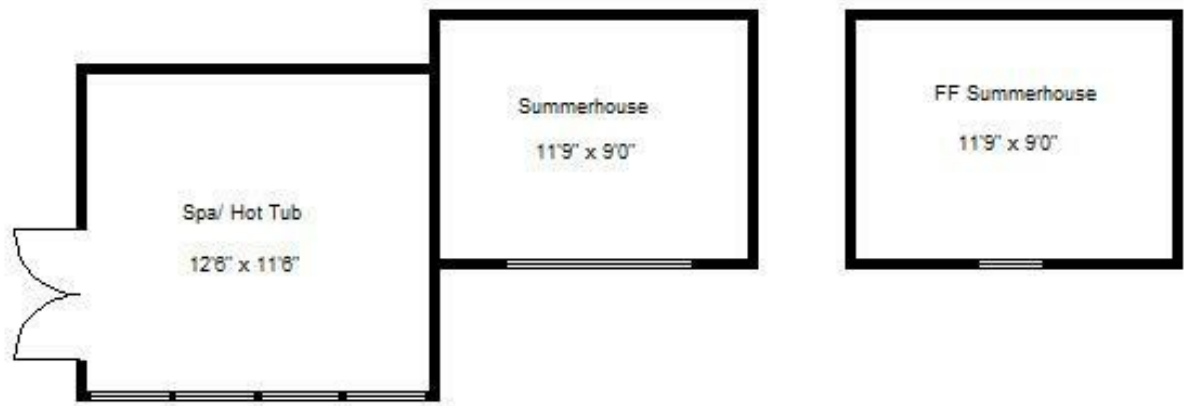 Summerhouse
11'9" x 9'0"
FF Summerhouse
11'9" x 9'0"
Spa/ Hot Tub
12'6" x 11'6"